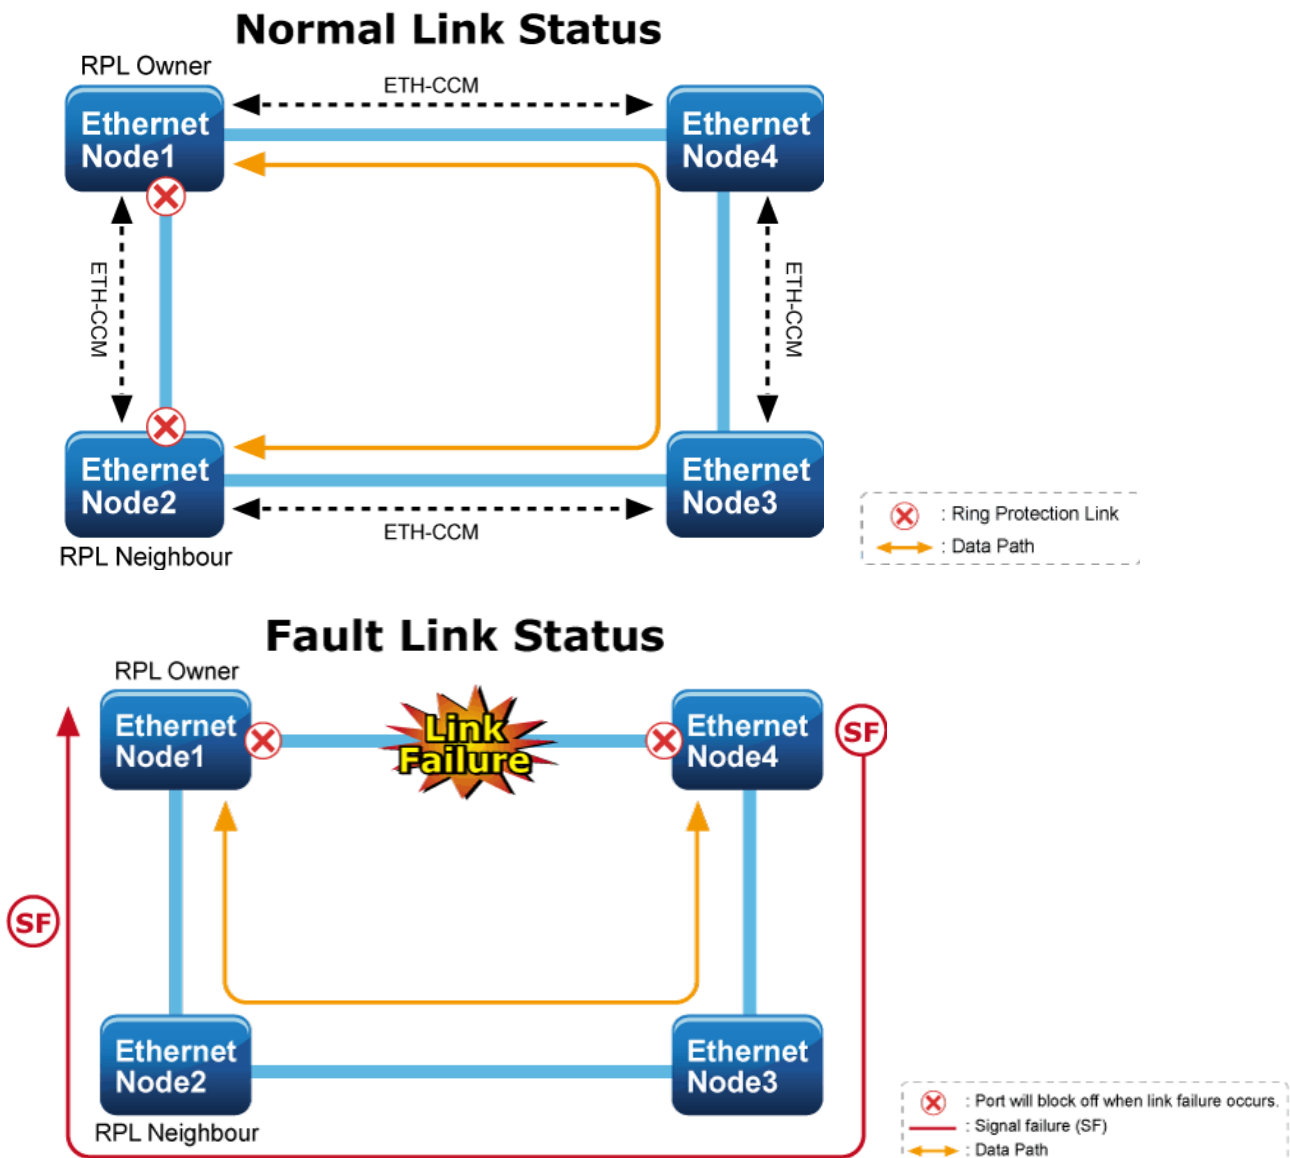 Normal Link Status
RPL Owner
ETH-CCM
Ethernet
Node1
Ethernet
Node4
ETH-CCM
ETH-CCM
Ethernet
Node2
Ethernet
Node3
ETH-CCM
RPL Neighbour
: Ring Protection Link
: Data Path
Fault Link Status
RPL Owner
Ethernet
Node1
Link
Failure
Ethernet
Node4
SF
SF
Ethernet
Node2
Ethernet
Node3
RPL Neighbour
: Port will block off when link failure occurs.
: Signal failure (SF)
: Data Path